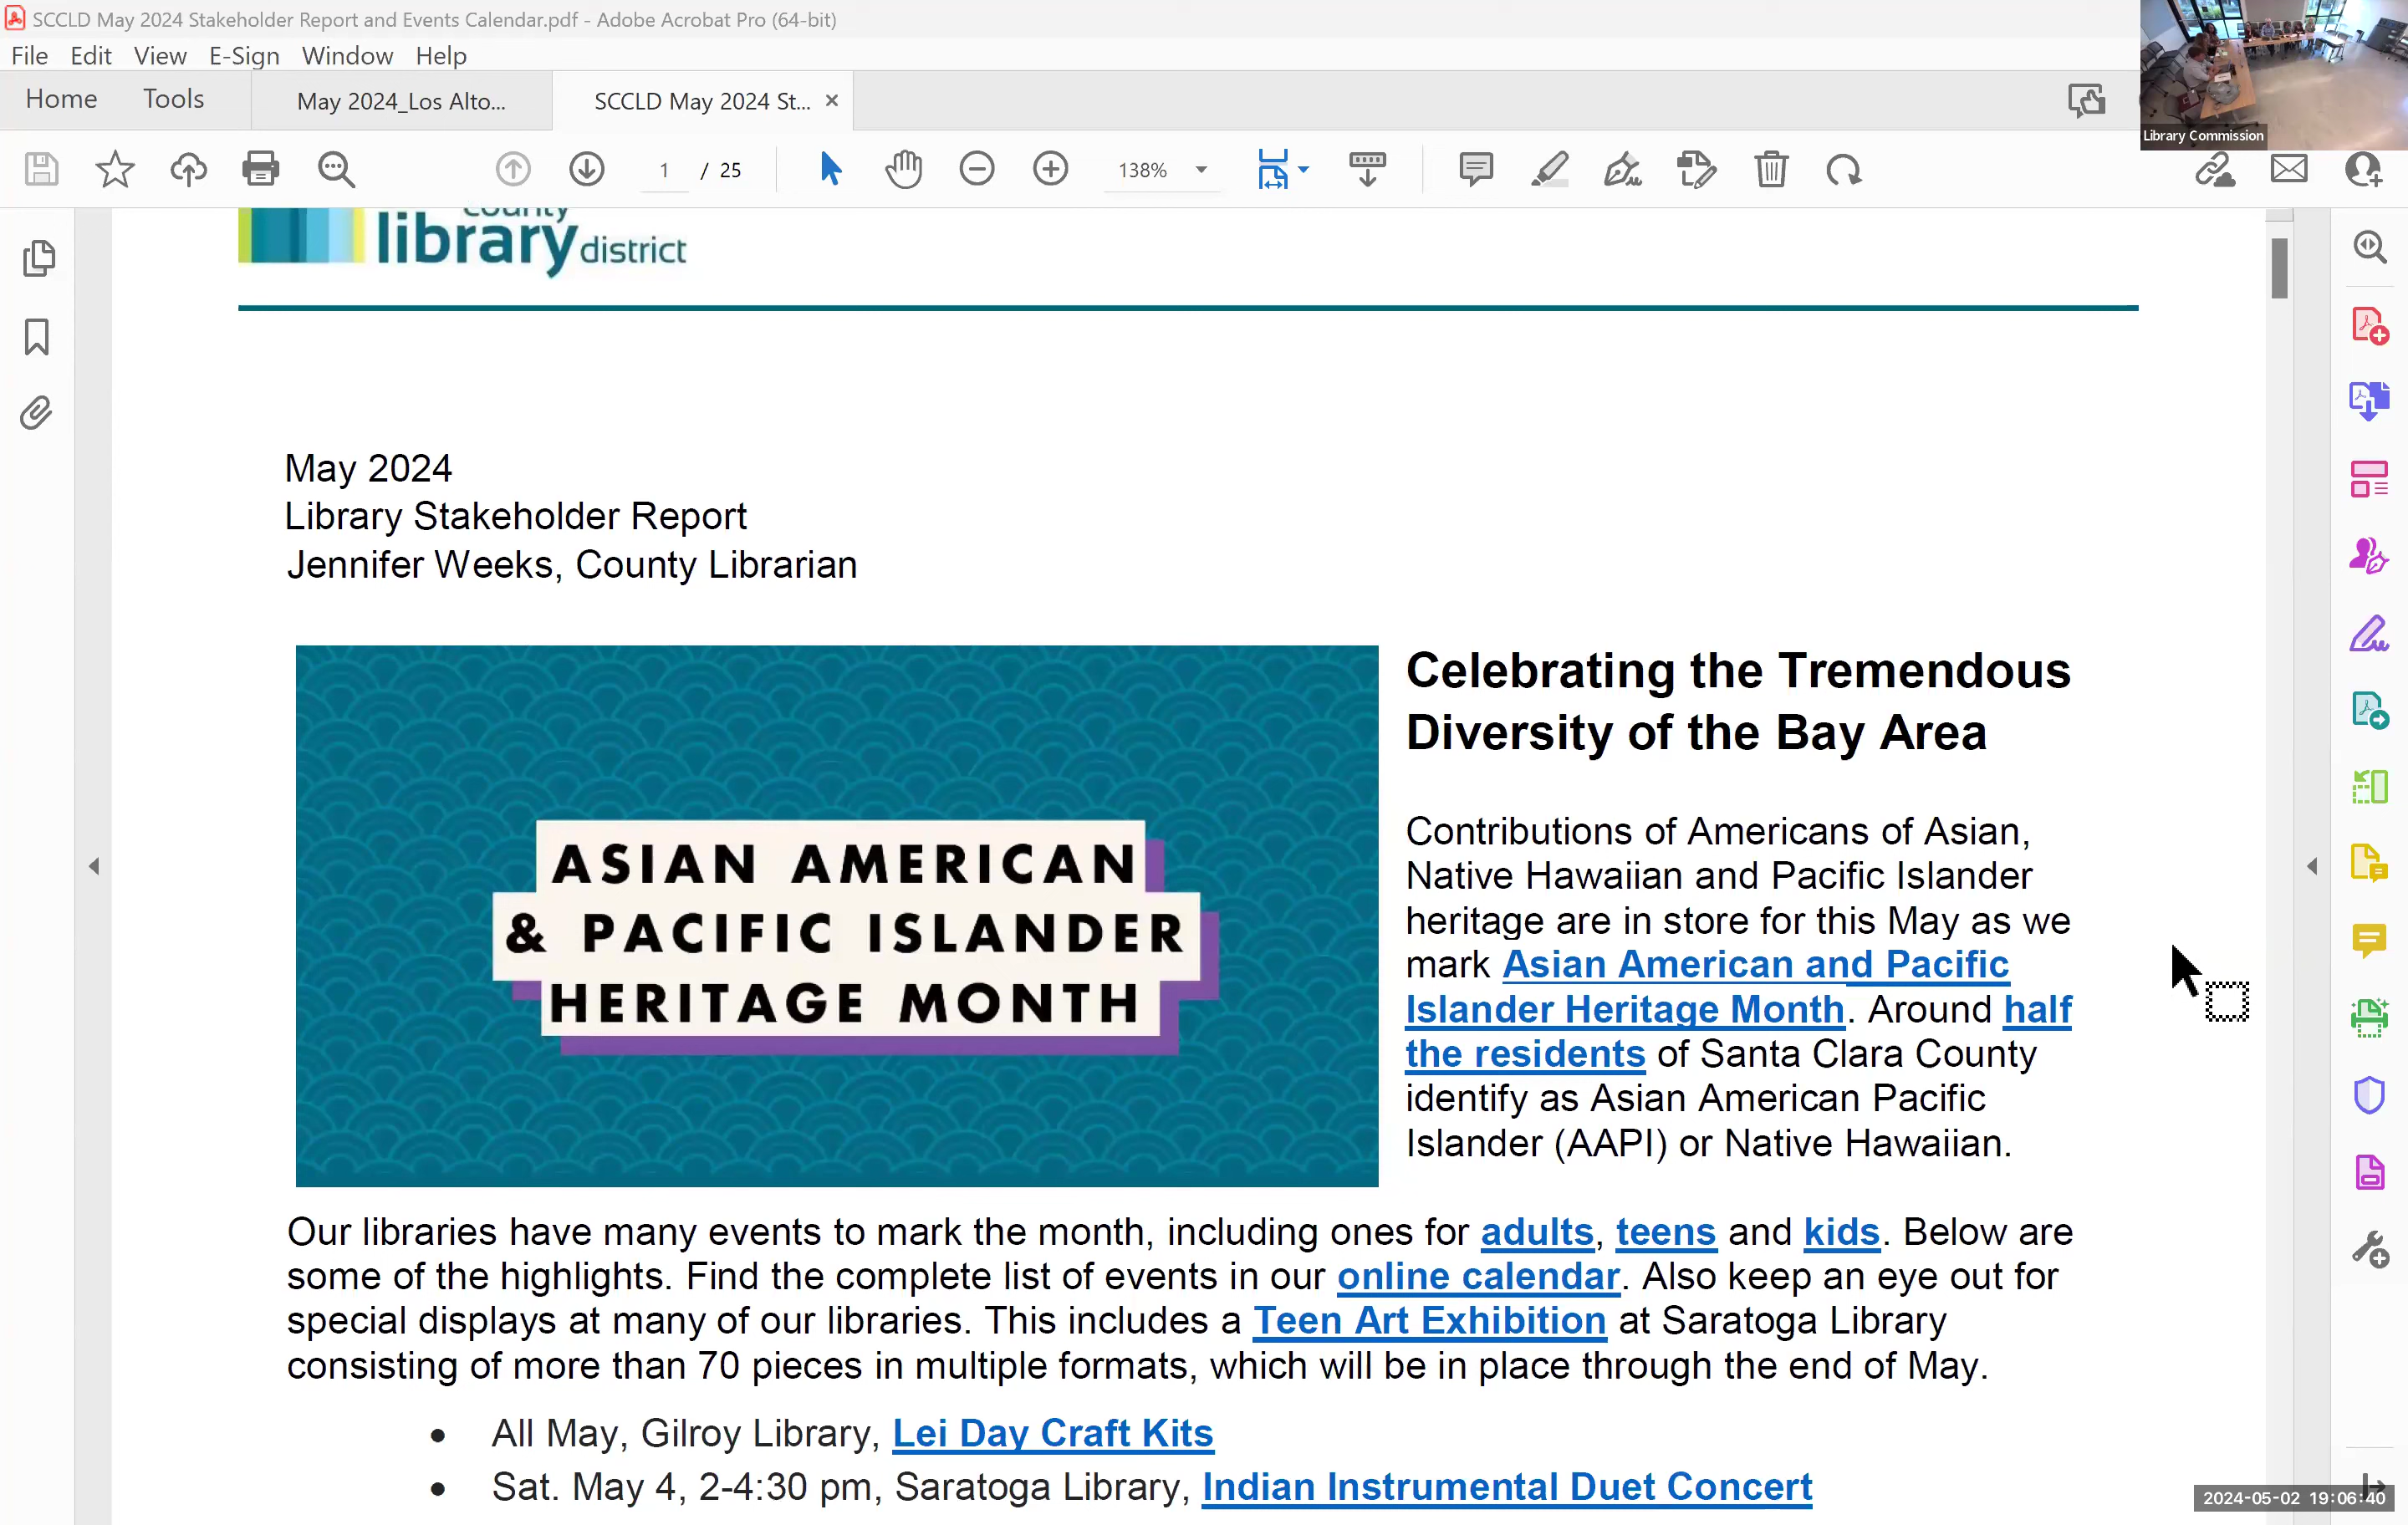 SCCLD May 2024 Stakeholder Report and Events Calendar.pdf - Adobe Acrobat Pro (64-bit)
File Edit View E-Sign Window Help
Home Tools May 2024_Los Alto... SCCLD May 2024 St... ×
Library Commission
1 / 25 138%
county
library district
May 2024
Library Stakeholder Report
Jennifer Weeks, County Librarian
ASIAN AMERICAN
& PACIFIC ISLANDER
HERITAGE MONTH
Celebrating the Tremendous
Diversity of the Bay Area
Contributions of Americans of Asian,
Native Hawaiian and Pacific Islander
heritage are in store for this May as we
mark Asian American and Pacific
Islander Heritage Month. Around half
the residents of Santa Clara County
identify as Asian American Pacific
Islander (AAPI) or Native Hawaiian.
Our libraries have many events to mark the month, including ones for adults, teens and kids. Below are
some of the highlights. Find the complete list of events in our online calendar. Also keep an eye out for
special displays at many of our libraries. This includes a Teen Art Exhibition at Saratoga Library
consisting of more than 70 pieces in multiple formats, which will be in place through the end of May.
• All May, Gilroy Library, Lei Day Craft Kits
• Sat. May 4, 2-4:30 pm, Saratoga Library, Indian Instrumental Duet Concert
2024-05-02 19:06:40